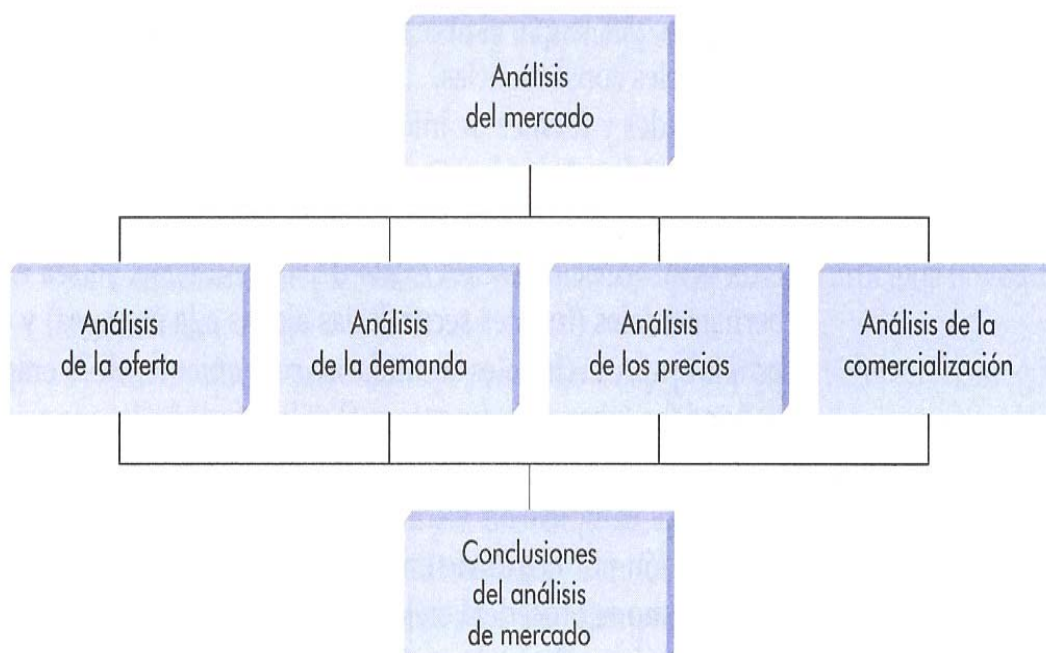 Análisis
del mercado
Análisis
de la oferta
Análisis
de la demanda
Análisis
de los precios
Análisis de la
comercialización
Conclusiones
del análisis
de mercado